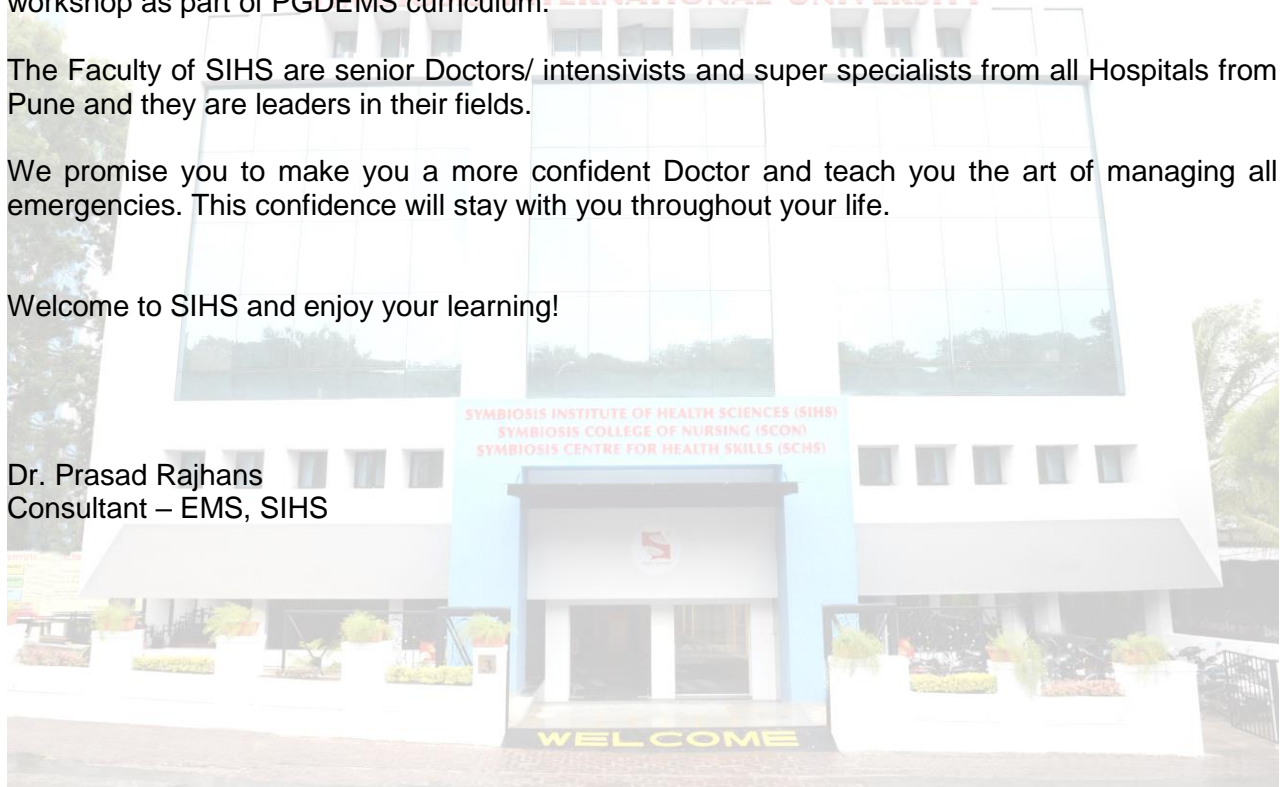 workshop as part of PGDEMS curriculum.
INTERNATIONAL UNIVERSITY
The Faculty of SIHS are senior Doctors/ intensivists and super specialists from all Hospitals from
Pune and they are leaders in their fields.
We promise you to make you a more confident Doctor and teach you the art of managing all
emergencies. This confidence will stay with you throughout your life.
Welcome to SIHS and enjoy your learning!
SYMBIOSIS INSTITUTE OF HEALTH SCIENCES (SIHS)
SYMBIOSIS COLLEGE OF NURSING (SCON)
SYMBIOSIS CENTRE FOR HEALTH SKILLS (SCHS)
Dr. Prasad Rajhans
Consultant – EMS, SIHS
WELCOME